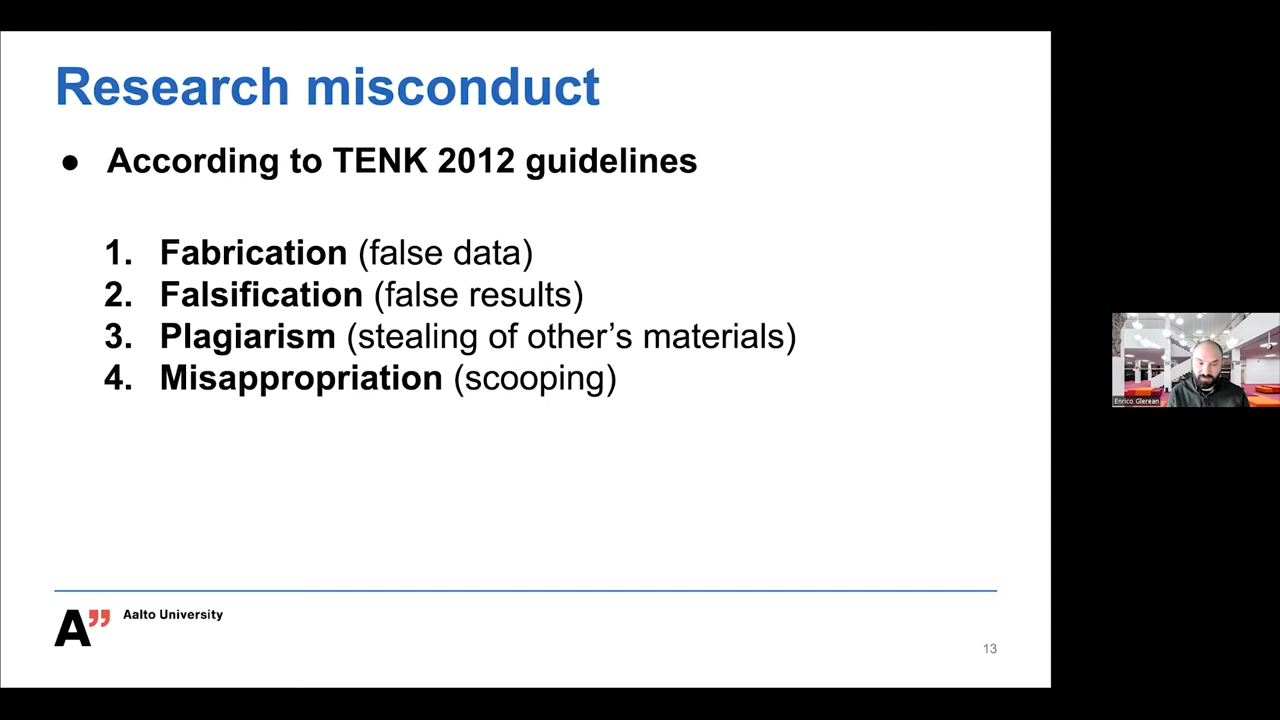 Research misconduct
● According to TENK 2012 guidelines
1. Fabrication (false data)
2. Falsification (false results)
3. Plagiarism (stealing of other’s materials)
4. Misappropriation (scooping)
A” Aalto University
13
Enrico Glerean